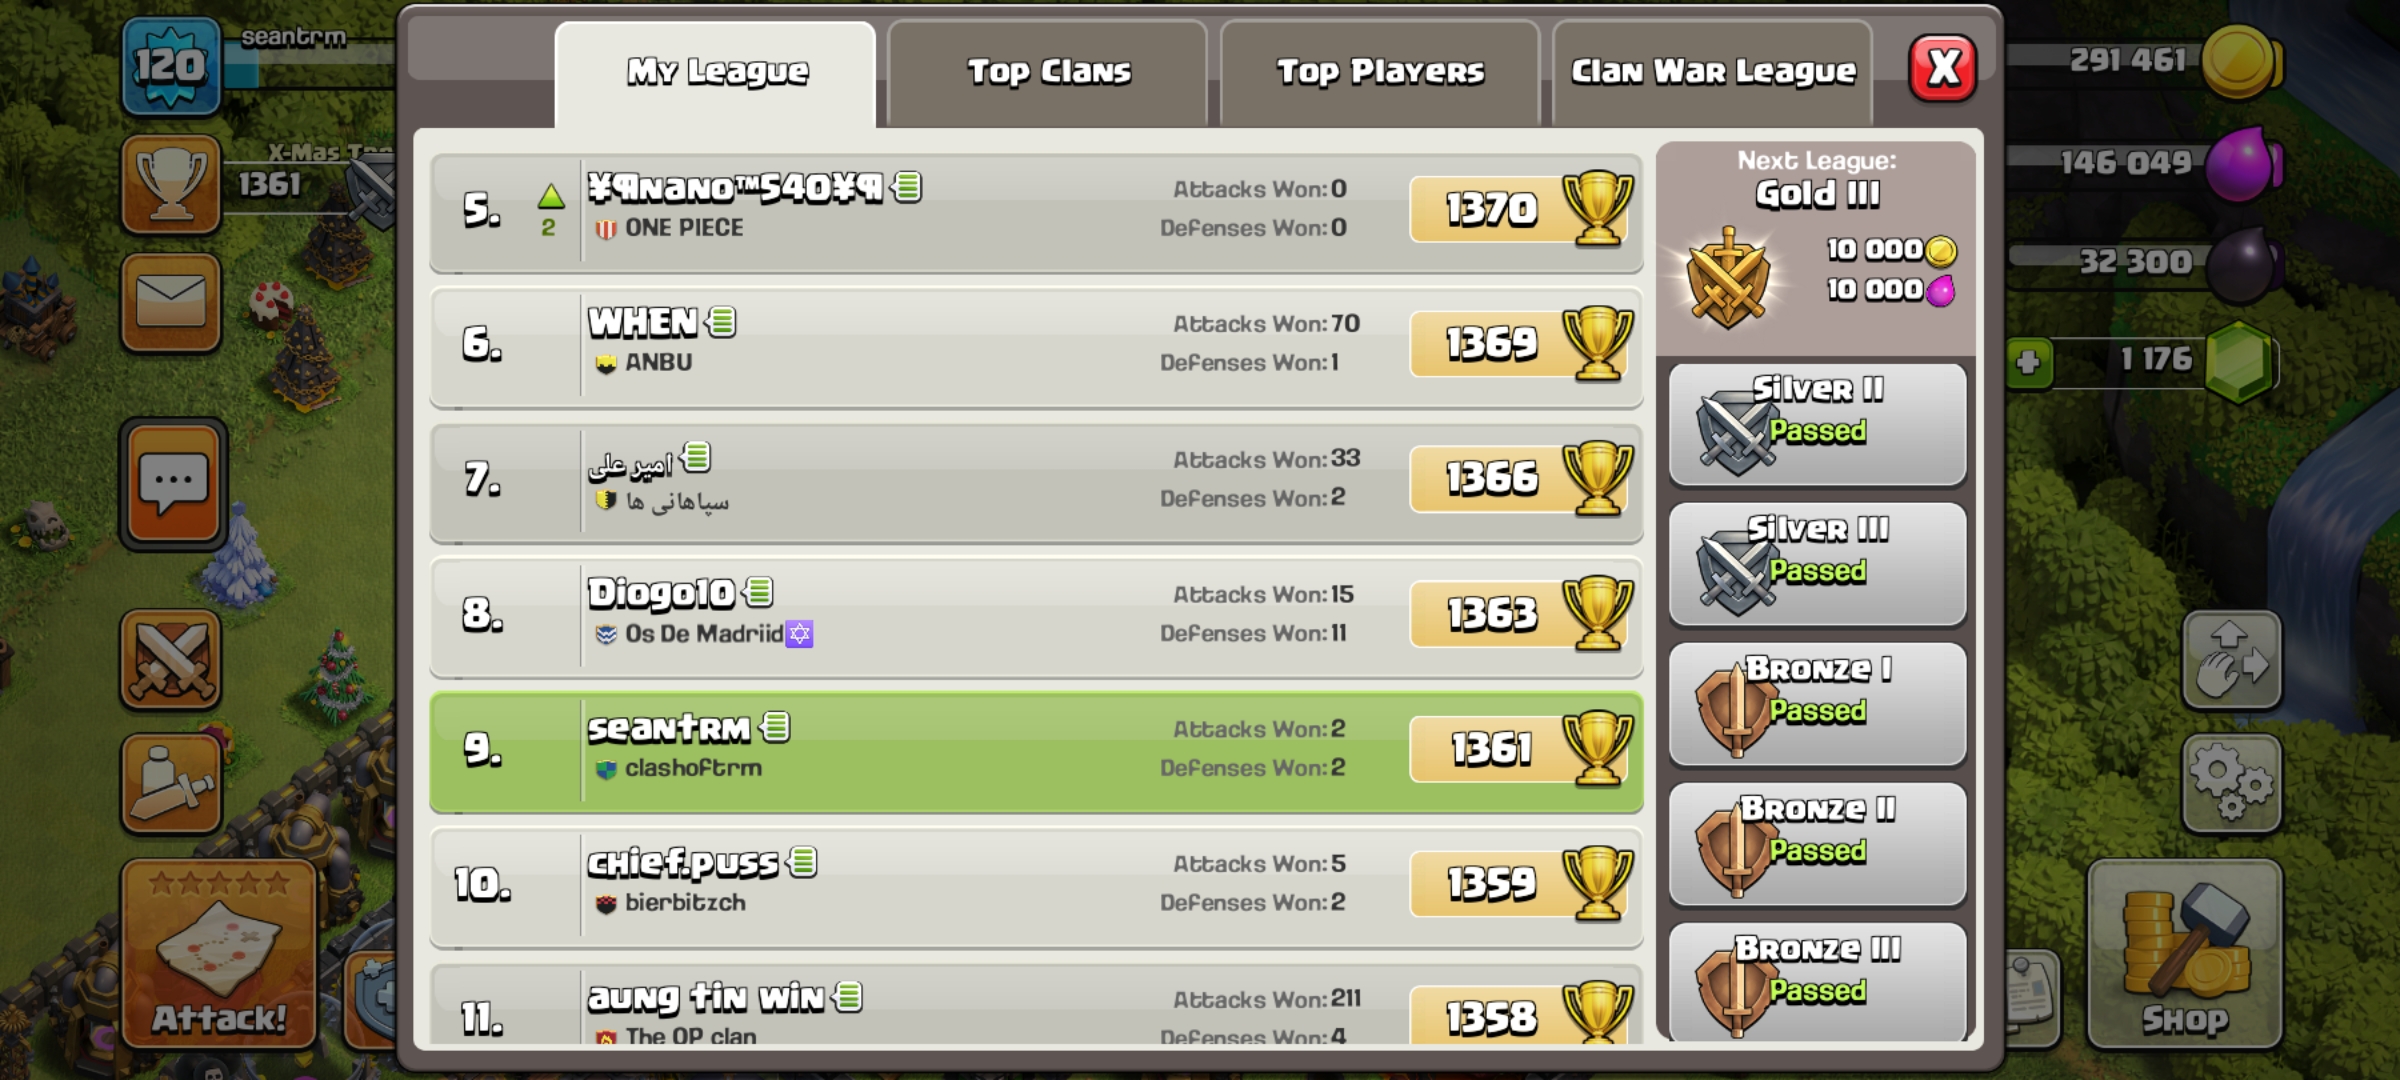 120
seantrm
X-Mas T
1361
Attack!
My League
Top Clans
Top Players
Clan War League
X
5.
2
¥¶nano™540¥¶
ONE PIECE
Attacks Won: 0
Defenses Won: 0
1370
6.
WHEN
ANBU
Attacks Won: 70
Defenses Won: 1
1369
7.
امیر علی
سپاهانی ها
Attacks Won: 33
Defenses Won: 2
1366
8.
Diogo10
Os De Madriid✡
Attacks Won: 15
Defenses Won: 11
1363
9.
seantrm
clashoftrm
Attacks Won: 2
Defenses Won: 2
1361
10.
chief.puss
bierbitzch
Attacks Won: 5
Defenses Won: 2
1359
11.
aung tin win
The OP clan
Attacks Won: 211
Defenses Won: 4
1358
Next League:
Gold III
10 000
10 000
Silver II
Passed
Silver III
Passed
Bronze I
Passed
Bronze II
Passed
Bronze III
Passed
291 461
146 049
32 300
1 176
Shop